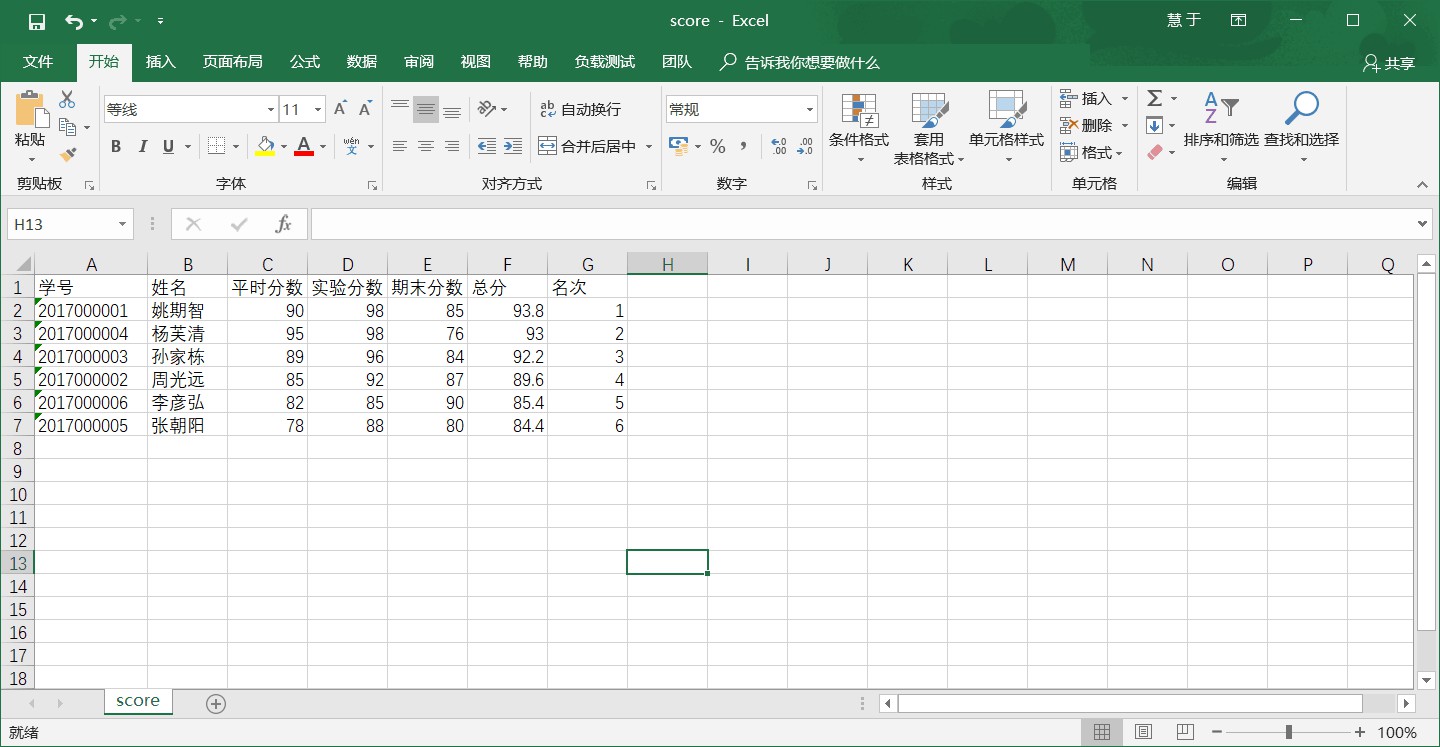 score - Excel
慧 于
文件 开始 插入 页面布局 公式 数据 审阅 视图 帮助 负载测试 团队 告诉我你想要做什么 共享
等线 11 A A ab 自动换行 常规 插入 Σ A Z
粘贴 B I U A wén 文 合并后居中 % , 条件格式 套用 表格格式 单元格样式 删除 格式 排序和筛选 查找和选择
剪贴板 字体 对齐方式 数字 样式 单元格 编辑
H13 fx
A B C D E F G H I J K L M N O P Q
1 学号 姓名 平时分数 实验分数 期末分数 总分 名次
2 2017000001 姚期智 90 98 85 93.8 1
3 2017000004 杨芙清 95 98 76 93 2
4 2017000003 孙家栋 89 96 84 92.2 3
5 2017000002 周光远 85 92 87 89.6 4
6 2017000006 李彦弘 82 85 90 85.4 5
7 2017000005 张朝阳 78 88 80 84.4 6
8
9
10
11
12
13
14
15
16
17
18
score
就绪 100%